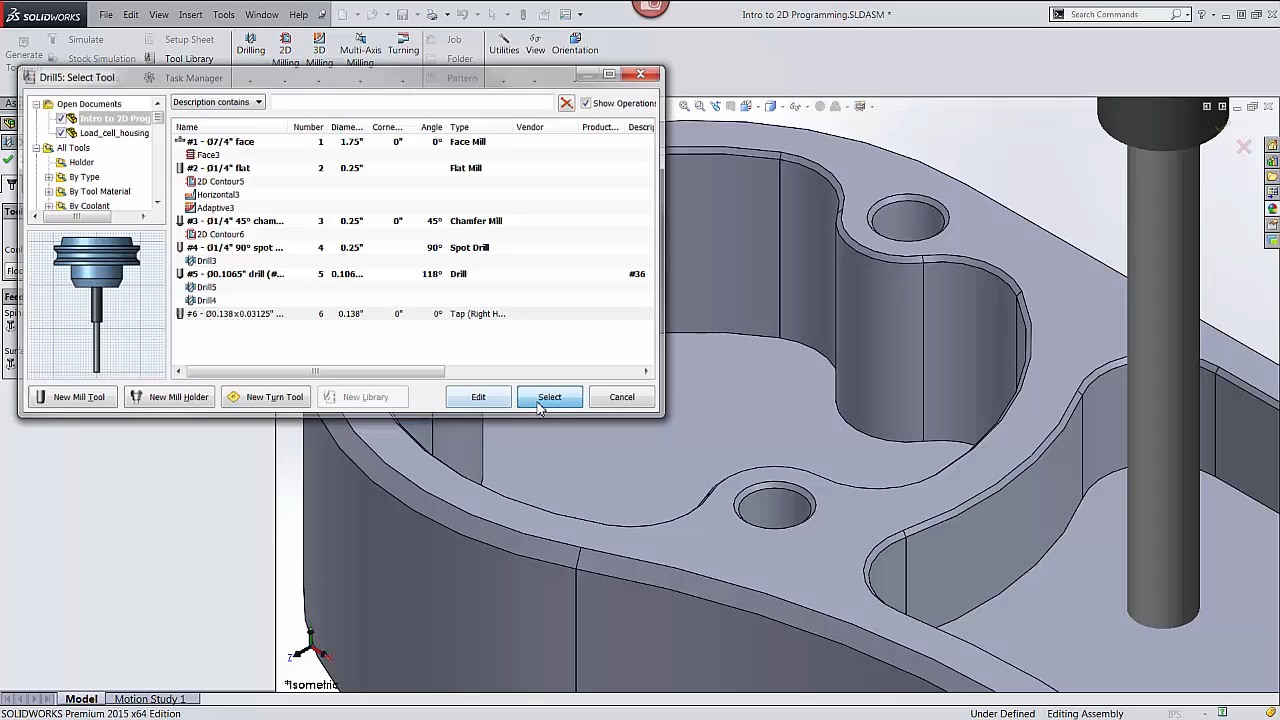 SOLIDWORKS
File Edit View Insert Tools Window Help
Intro to 2D Programming.SLDASM *
Search Commands
Generate
Simulate
Stock Simulation
Setup Sheet
Tool Library
Task Manager
Drilling
2D Milling
3D Milling
Multi-Axis Milling
Turning
Job
Folder
Pattern
Utilities View Orientation
Drill5: Select Tool
Open Documents
Intro to 2D Prog
Load_cell_housing
All Tools
Holder
By Type
By Tool Material
By Coolant
Description contains
Show Operations
Name Number Diame... Corne... Angle Type Vendor Product... Descrip
#1 - Ø7/4" face 1 1.75" 0" 0° Face Mill
Face3
#2 - Ø1/4" flat 2 0.25" Flat Mill
2D Contour5
Horizontal3
Adaptive3
#3 - Ø1/4" 45° cham... 3 0.25" 0" 45° Chamfer Mill
2D Contour6
#4 - Ø1/4" 90° spot ... 4 0.25" 90° Spot Drill
Drill3
#5 - Ø0.1065" drill (#... 5 0.106... 118° Drill #36
Drill5
Drill4
#6 - Ø0.138x0.03125" ... 6 0.138" 0" 0° Tap (Right H...
New Mill Tool New Mill Holder New Turn Tool New Library Edit Select Cancel
Z
X
*Isometric
Model Motion Study 1
SOLIDWORKS Premium 2015 x64 Edition Under Defined Editing Assembly IPS